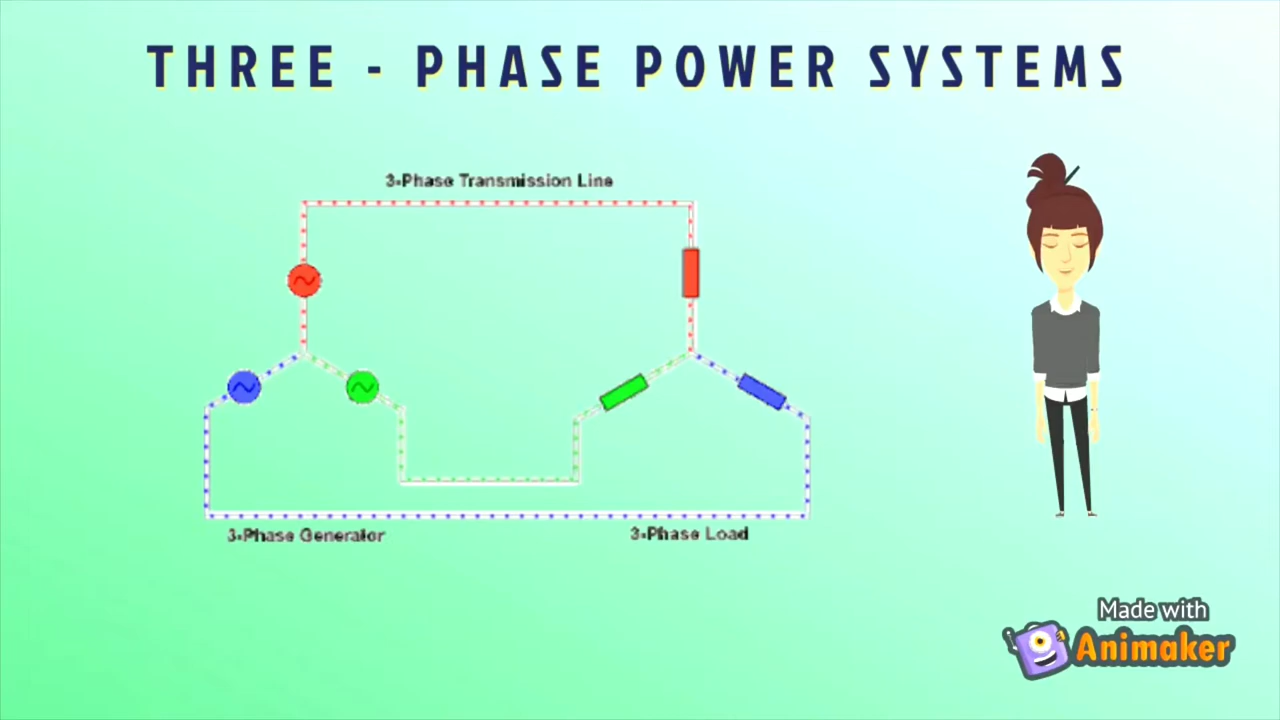 THREE - PHASE POWER SYSTEMS
3-Phase Transmission Line
3-Phase Generator
3-Phase Load
Made with
Animaker